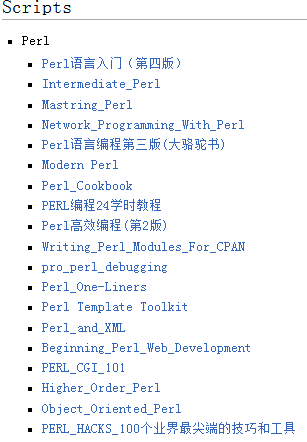 Scripts
Perl
Perl语言入门（第四版）
Intermediate_Perl
Mastring_Perl
Network_Programming_With_Perl
Perl语言编程第三版(大骆驼书)
Modern Perl
Perl_Cookbook
PERL编程24学时教程
Perl高效编程(第2版)
Writing_Perl_Modules_For_CPAN
pro_perl_debugging
Perl_One-Liners
Perl Template Toolkit
Perl_and_XML
Beginning_Perl_Web_Development
PERL_CGI_101
Higher_Order_Perl
Object_Oriented_Perl
PERL_HACKS_100个业界最尖端的技巧和工具